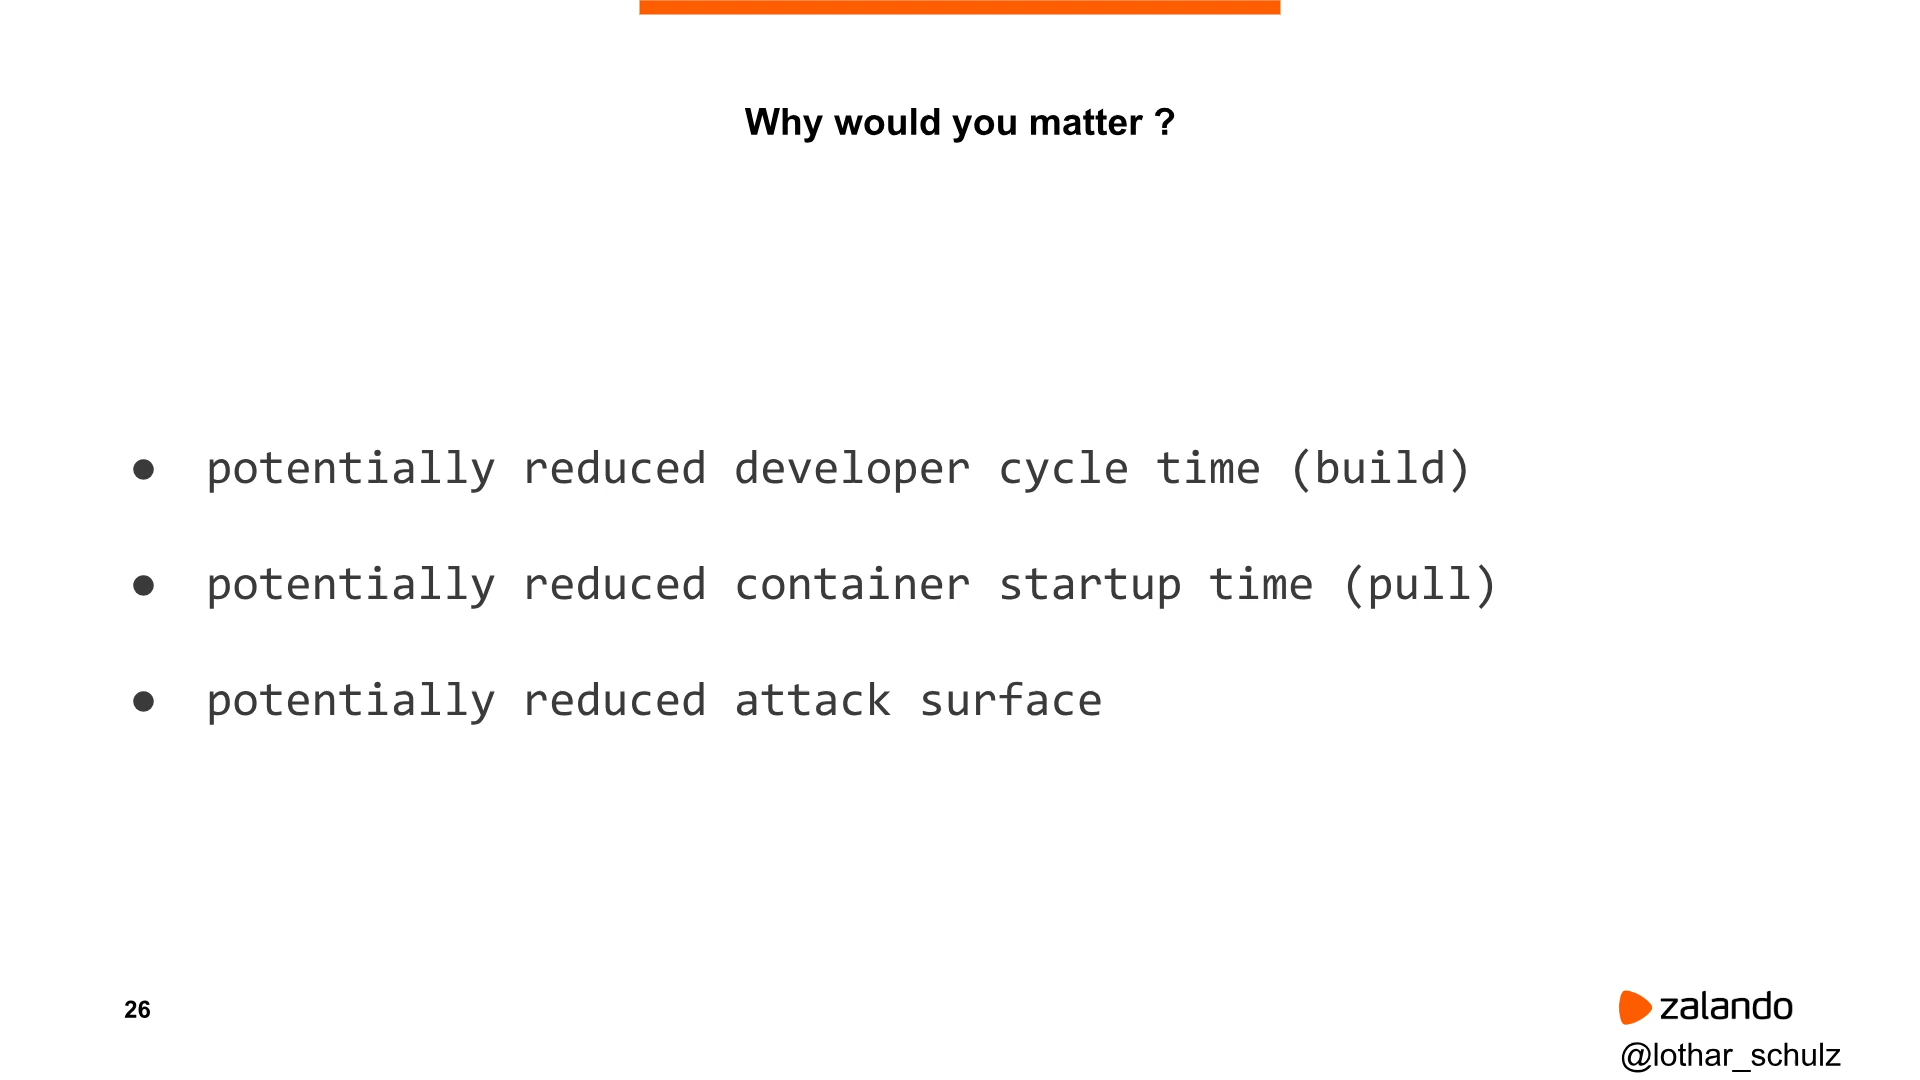 Why would you matter ?
● potentially reduced developer cycle time (build)
● potentially reduced container startup time (pull)
● potentially reduced attack surface
26
zalando
@lothar_schulz